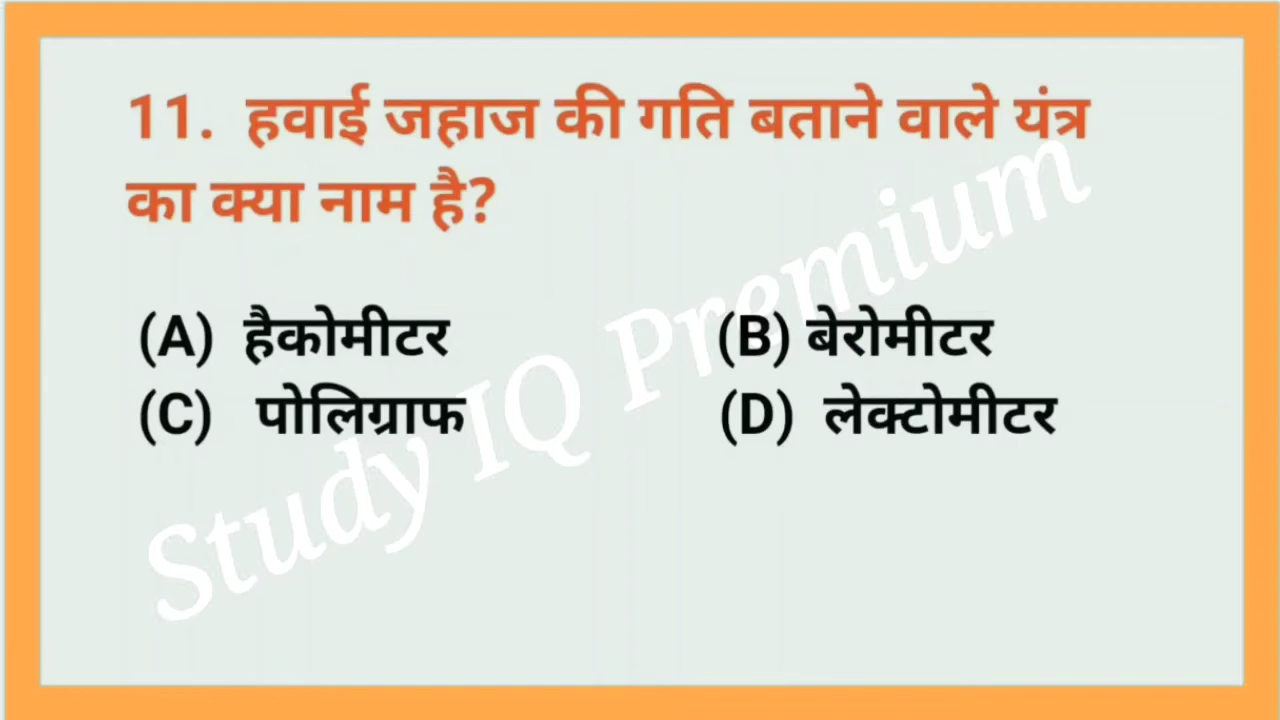 11. हवाई जहाज की गति बताने वाले यंत्र
का क्या नाम है?
(A) हैकोमीटर (B) बेरोमीटर
(C) पोलिग्राफ (D) लेक्टोमीटर
Study IQ Premium